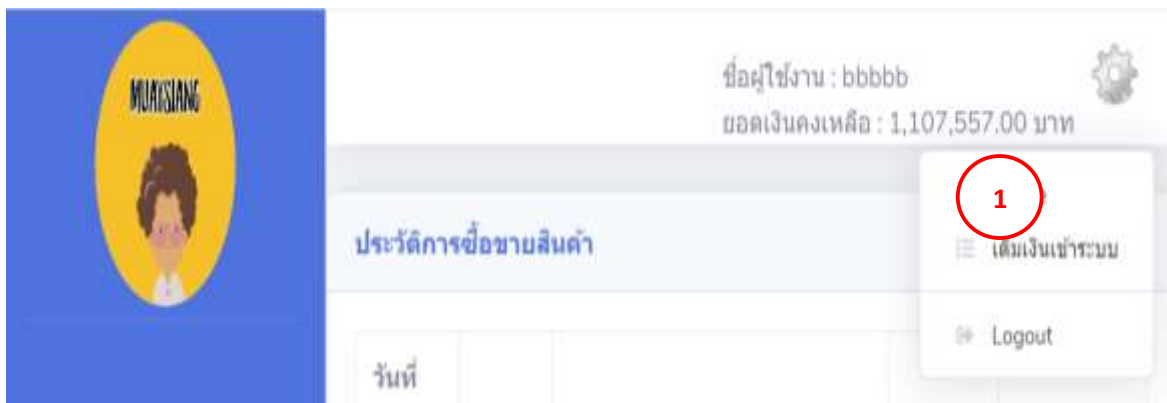 MUAYSIANG
ชื่อผู้ใช้งาน : bbbbb
ยอดเงินคงเหลือ : 1,107,557.00 บาท
1
ประวัติการซื้อขายสินค้า
เติมเงินเข้าระบบ
Logout
วันที่